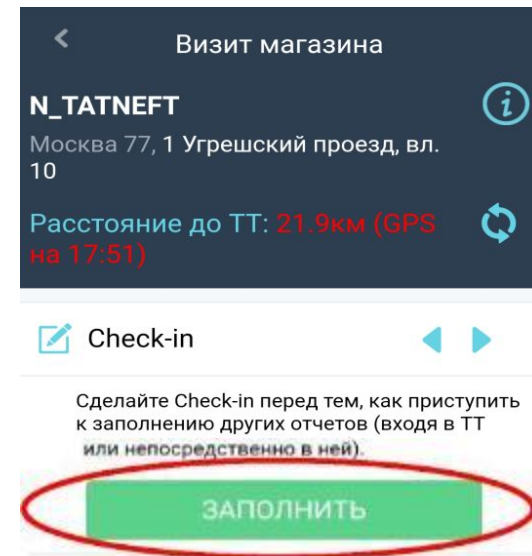 Визит магазина
N_TATNEFT
Москва 77, 1 Угрешский проезд, вл.
10
Расстояние до ТТ: 21.9км (GPS
на 17:51)
Check-in
Сделайте Check-in перед тем, как приступить
к заполнению других отчетов (входя в ТТ
или непосредственно в ней).
ЗАПОЛНИТЬ